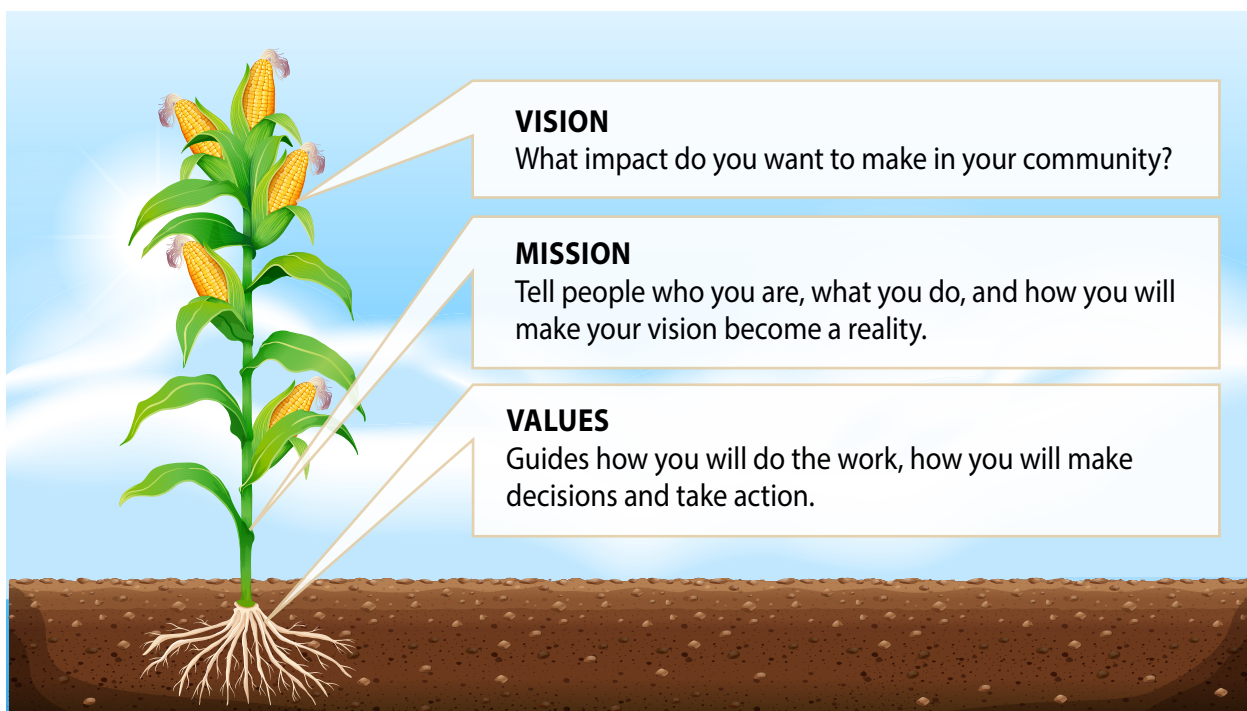 VISION
What impact do you want to make in your community?
MISSION
Tell people who you are, what you do, and how you will
make your vision become a reality.
VALUES
Guides how you will do the work, how you will make
decisions and take action.